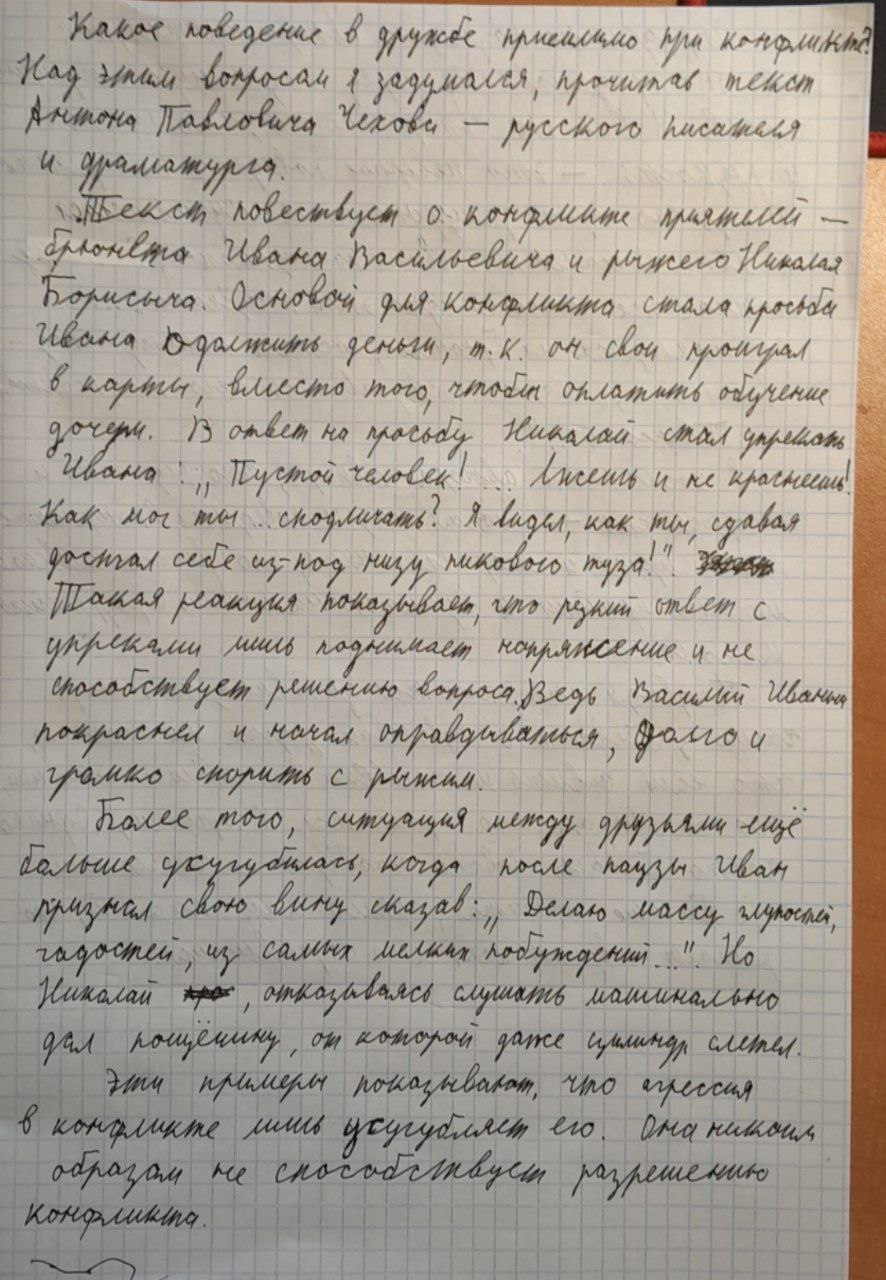 Какое поведение в дружбе приемлимо при конфликте?
Над этим вопросом я задумался, прочитав текст
Антона Павловича Чехова — русского писателя
и драматурга.
Текст повествует о конфликте приятелей —
брюнета Ивана Васильевича и рыжего Николая
Борисыча. Основой для конфликта стала просьба
Ивана одолжить деньги, т.к. он свои проиграл
в карты, вместо того, чтобы оплатить обучение
дочери. В ответ на просьбу Николай стал упрекать
Ивана: „Пустой человек! ... Лжешь и не краснеешь!
Как мог ты .. сподличать? Я видел, как ты, сдавая
достал себе из-под низу пикового туза!".
Такая реакция показывает, что резкий ответ с
упреками лишь поднимает напряжение и не
способствует решению вопроса. Ведь Василий Иваныч
покраснел и начал оправдываться, долго и
громко спорить с рыжим.
Более того, ситуация между друзьями ещё
больше усугубилась, когда после паузы Иван
признал свою вину сказав: „Делаю массу глупостей,
гадостей, из самых мелких побуждений...". Но
Николай, отказываясь слушать машинально
дал пощёчину, от которой даже цилиндр слетел.
Эти примеры показывают, что агрессия
в конфликте лишь усугубляет его. Она никоим
образом не способствует разрешению
конфликта.